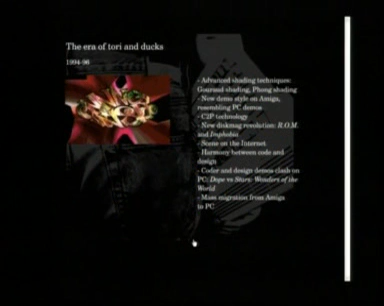 The era of tori and ducks
1994-96
- Advanced shading techniques:
Gouraud shading, Phong shading
- New demo style on Amiga,
resembling PC demos
- C2P technology
- New diskmag revolution: R.O.M.
and Imphobia
- Scene on the Internet
- Harmony between code and
design
- Coder and design demos clash on
PC: Dope vs Stars: Wonders of the
World
- Mass migration from Amiga
to PC